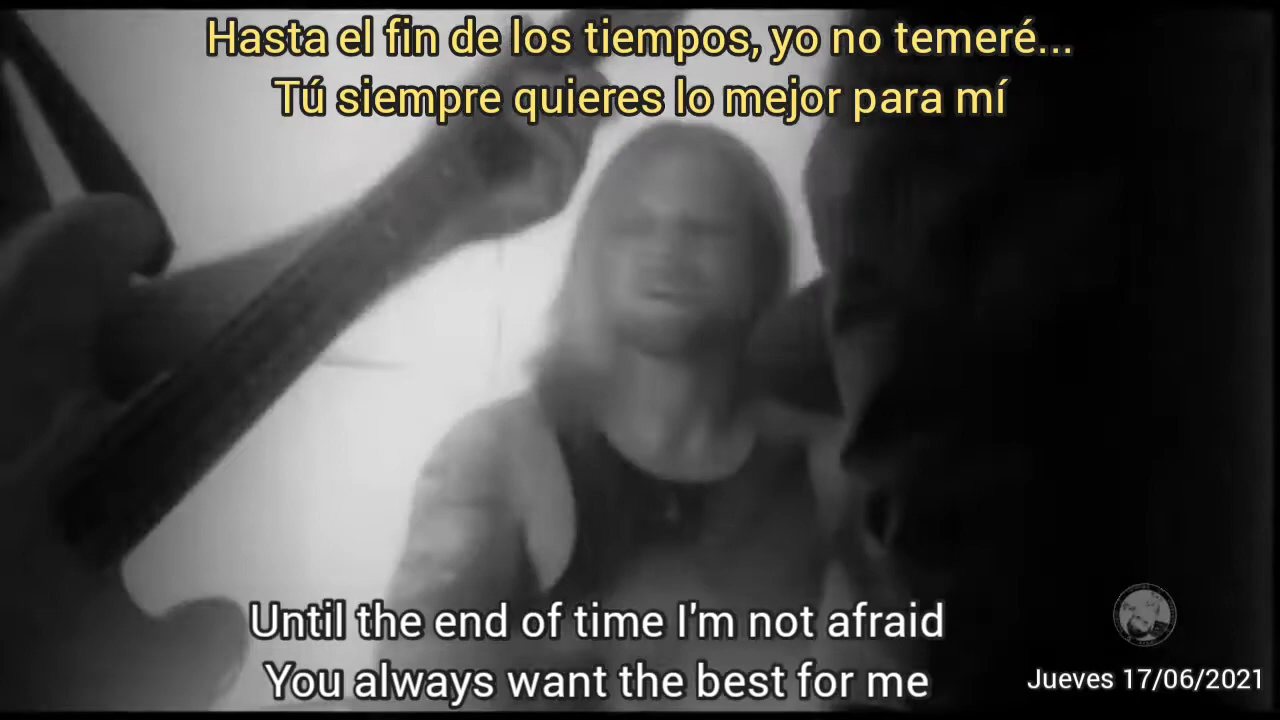 Hasta el fin de los tiempos, yo no temeré...
Tú siempre quieres lo mejor para mí
Until the end of time I'm not afraid
You always want the best for me
Jueves 17/06/2021